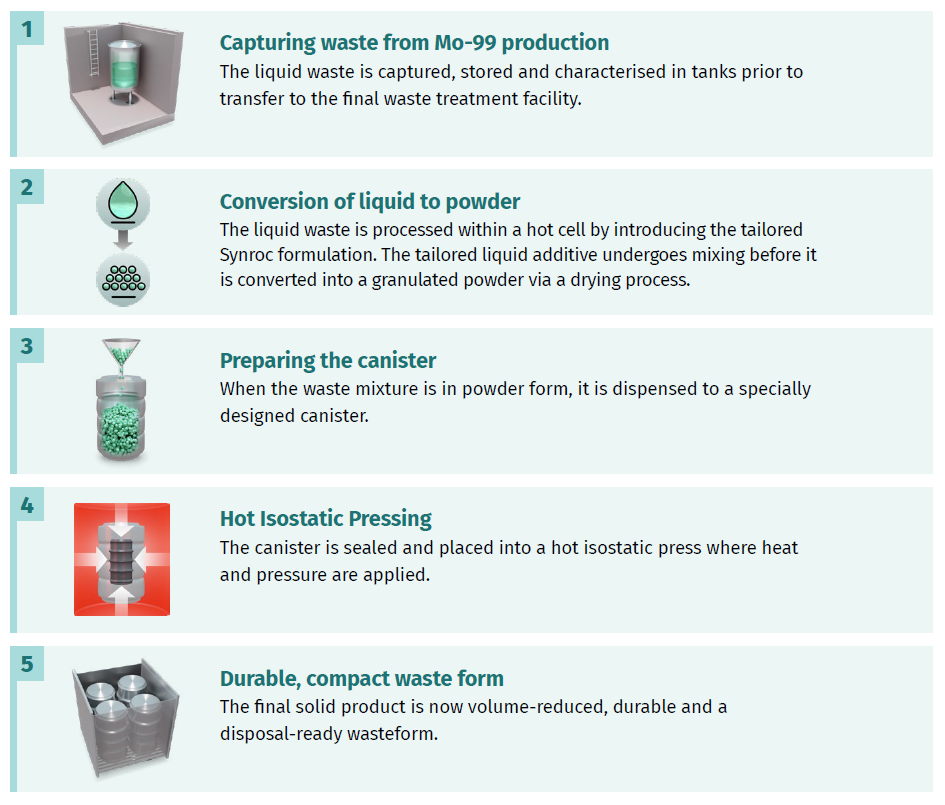 1
Capturing waste from Mo-99 production
The liquid waste is captured, stored and characterised in tanks prior to
transfer to the final waste treatment facility.
2
Conversion of liquid to powder
The liquid waste is processed within a hot cell by introducing the tailored
Synroc formulation. The tailored liquid additive undergoes mixing before it
is converted into a granulated powder via a drying process.
3
Preparing the canister
When the waste mixture is in powder form, it is dispensed to a specially
designed canister.
4
Hot Isostatic Pressing
The canister is sealed and placed into a hot isostatic press where heat
and pressure are applied.
5
Durable, compact waste form
The final solid product is now volume-reduced, durable and a
disposal-ready wasteform.